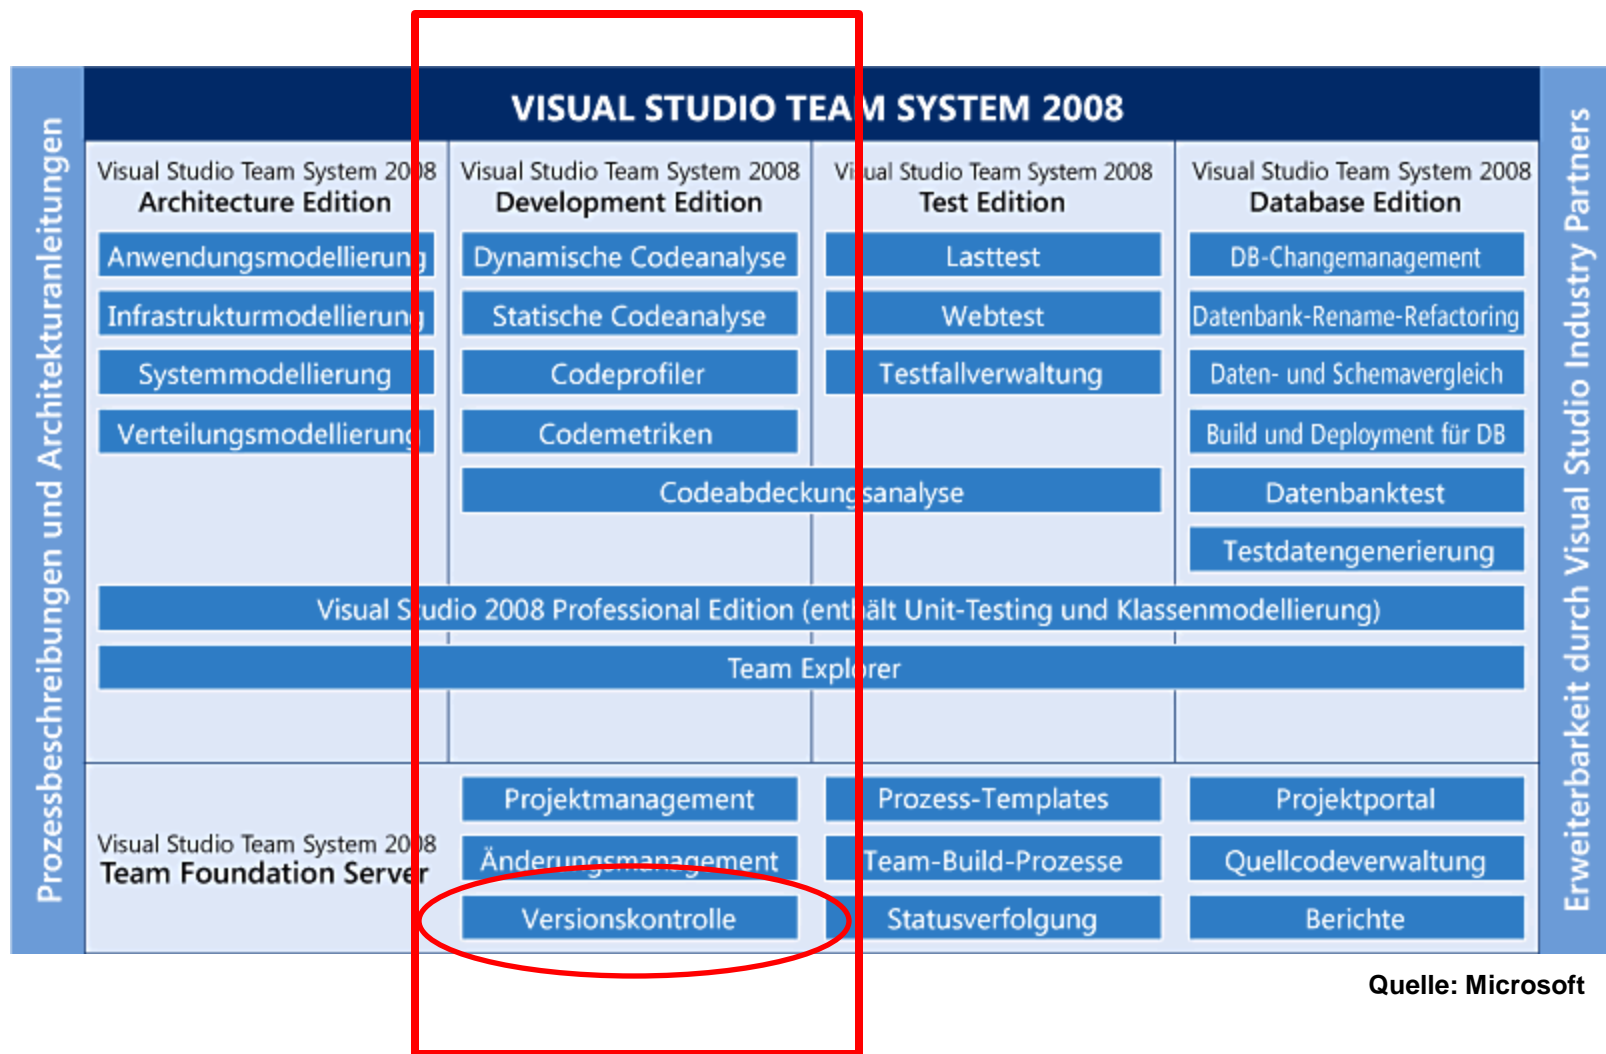 Prozessbeschreibungen und Architekturanleitungen
VISUAL STUDIO TEAM SYSTEM 2008
Visual Studio Team System 2008
Architecture Edition
Anwendungsmodellierung
Infrastrukturmodellierung
Systemmodellierung
Verteilungsmodellierung
Visual Studio Team System 2008
Development Edition
Dynamische Codeanalyse
Statische Codeanalyse
Codeprofiler
Codemetriken
Codeabdeckungsanalyse
Visual Studio Team System 2008
Test Edition
Lasttest
Webtest
Testfallverwaltung
Visual Studio Team System 2008
Database Edition
DB-Changemanagement
Datenbank-Rename-Refactoring
Daten- und Schemavergleich
Build und Deployment für DB
Datenbanktest
Testdatengenerierung
Visual Studio 2008 Professional Edition (enthält Unit-Testing und Klassenmodellierung)
Team Explorer
Visual Studio Team System 2008
Team Foundation Server
Projektmanagement
Änderungsmanagement
Versionskontrolle
Prozess-Templates
Team-Build-Prozesse
Statusverfolgung
Projektportal
Quellcodeverwaltung
Berichte
Erweiterbarkeit durch Visual Studio Industry Partners
Quelle: Microsoft